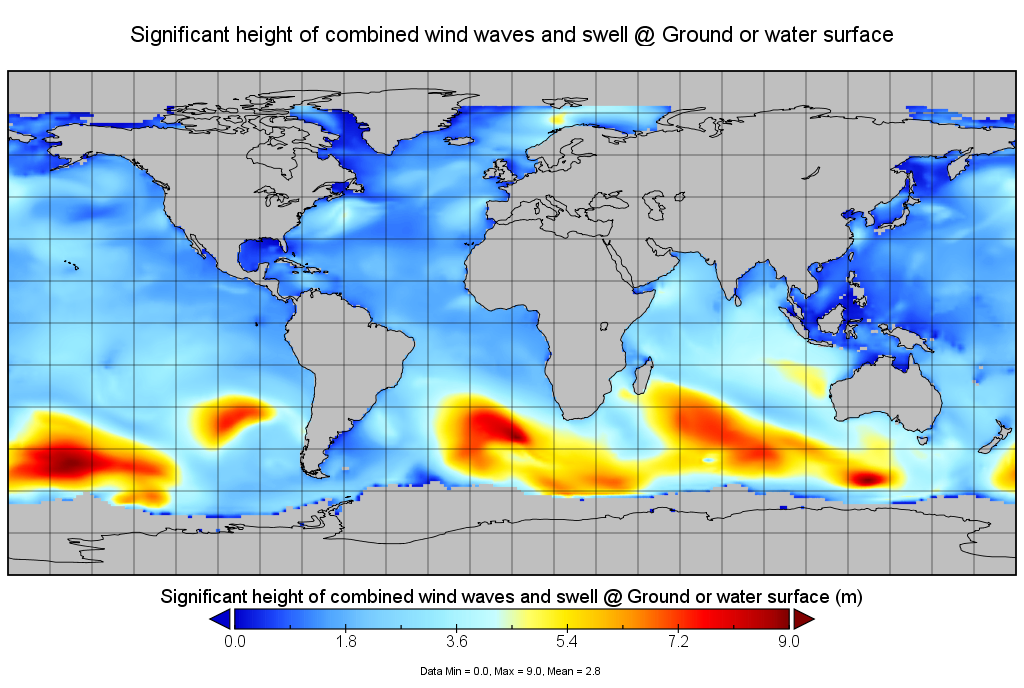 Significant height of combined wind waves and swell @ Ground or water surface
Significant height of combined wind waves and swell @ Ground or water surface (m)
0.0 1.8 3.6 5.4 7.2 9.0
Data Min = 0.0, Max = 9.0, Mean = 2.8